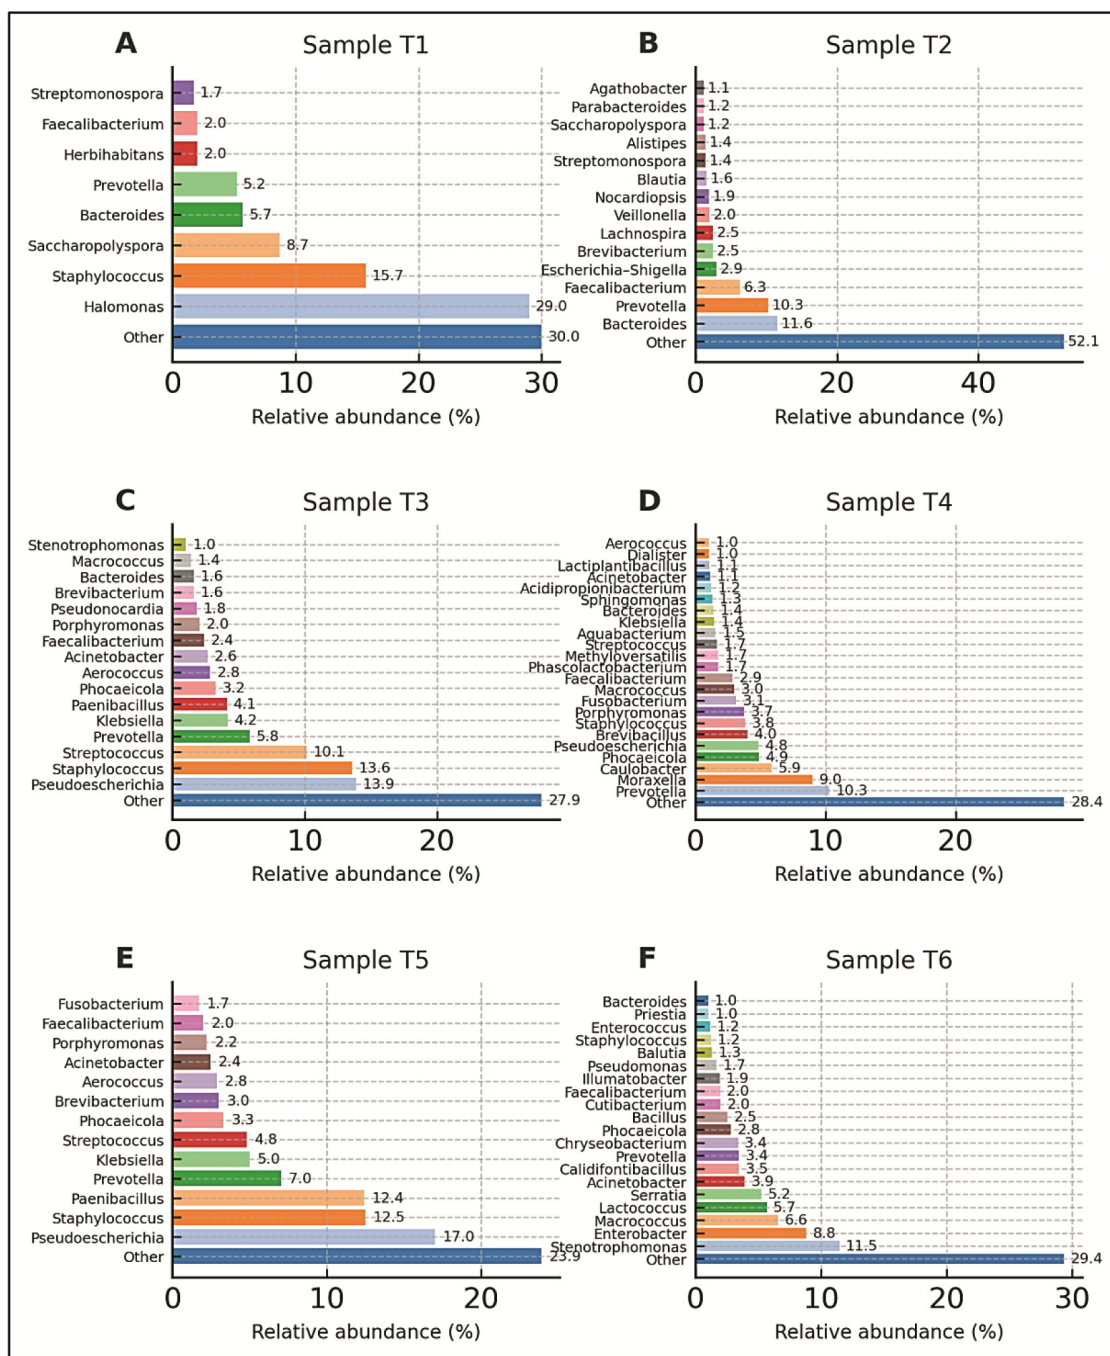 A
Sample T1
Streptomonospora 1.7
Faecalibacterium 2.0
Herbihabitans 2.0
Prevotella 5.2
Bacteroides 5.7
Saccharopolyspora 8.7
Staphylococcus 15.7
Halomonas 29.0
Other 30.0
0 10 20 30
Relative abundance (%)
B
Sample T2
Agathobacter 1.1
Parabacteroides 1.2
Saccharopolyspora 1.2
Alistipes 1.4
Streptomonospora 1.4
Blautia 1.6
Nocardiopsis 1.9
Veillonella 2.0
Lachnospira 2.5
Brevibacterium 2.5
Escherichia–Shigella 2.9
Faecalibacterium 6.3
Prevotella 10.3
Bacteroides 11.6
Other 52.1
0 20 40
Relative abundance (%)
C
Sample T3
Stenotrophomonas 1.0
Macrococcus 1.4
Bacteroides 1.6
Brevibacterium 1.6
Pseudonocardia 1.8
Porphyromonas 2.0
Faecalibacterium 2.4
Acinetobacter 2.6
Aerococcus 2.8
Phocaeicola 3.2
Paenibacillus 4.1
Klebsiella 4.2
Prevotella 5.8
Streptococcus 10.1
Staphylococcus 13.6
Pseudoescherichia 13.9
Other 27.9
0 10 20
Relative abundance (%)
D
Sample T4
Aerococcus 1.0
Dialister 1.0
Lactiplantibacillus 1.1
Acinetobacter 1.1
Acidipropionibacterium 1.2
Sphingomonas 1.3
Bacteroides 1.4
Klebsiella 1.4
Aguabacterium 1.5
Streptococcus 1.7
Methyloversatilis 1.7
Phascolactobacterium 1.7
Faecalibacterium 2.9
Macrococcus 3.0
Fusobacterium 3.1
Porphyromonas 3.7
Staphylococcus 3.8
Brevibacillus 4.0
Pseudoescherichia 4.8
Phocaeicola 4.9
Caulobacter 5.9
Moraxella 9.0
Prevotella 10.3
Other 28.4
0 10 20
Relative abundance (%)
E
Sample T5
Fusobacterium 1.7
Faecalibacterium 2.0
Porphyromonas 2.2
Acinetobacter 2.4
Aerococcus 2.8
Brevibacterium 3.0
Phocaeicola 3.3
Streptococcus 4.8
Klebsiella 5.0
Prevotella 7.0
Paenibacillus 12.4
Staphylococcus 12.5
Pseudoescherichia 17.0
Other 23.9
0 10 20
Relative abundance (%)
F
Sample T6
Bacteroides 1.0
Priestia 1.0
Enterococcus 1.2
Staphylococcus 1.2
Balutia 1.3
Pseudomonas 1.7
Illumatobacter 1.9
Faecalibacterium 2.0
Cutibacterium 2.0
Bacillus 2.5
Phocaeicola 2.8
Chryseobacterium 3.4
Prevotella 3.4
Calidifontibacillus 3.5
Acinetobacter 3.9
Serratia 5.2
Lactococcus 5.7
Macrococcus 6.6
Enterobacter 8.8
Stenotrophomonas 11.5
Other 29.4
0 10 20 30
Relative abundance (%)